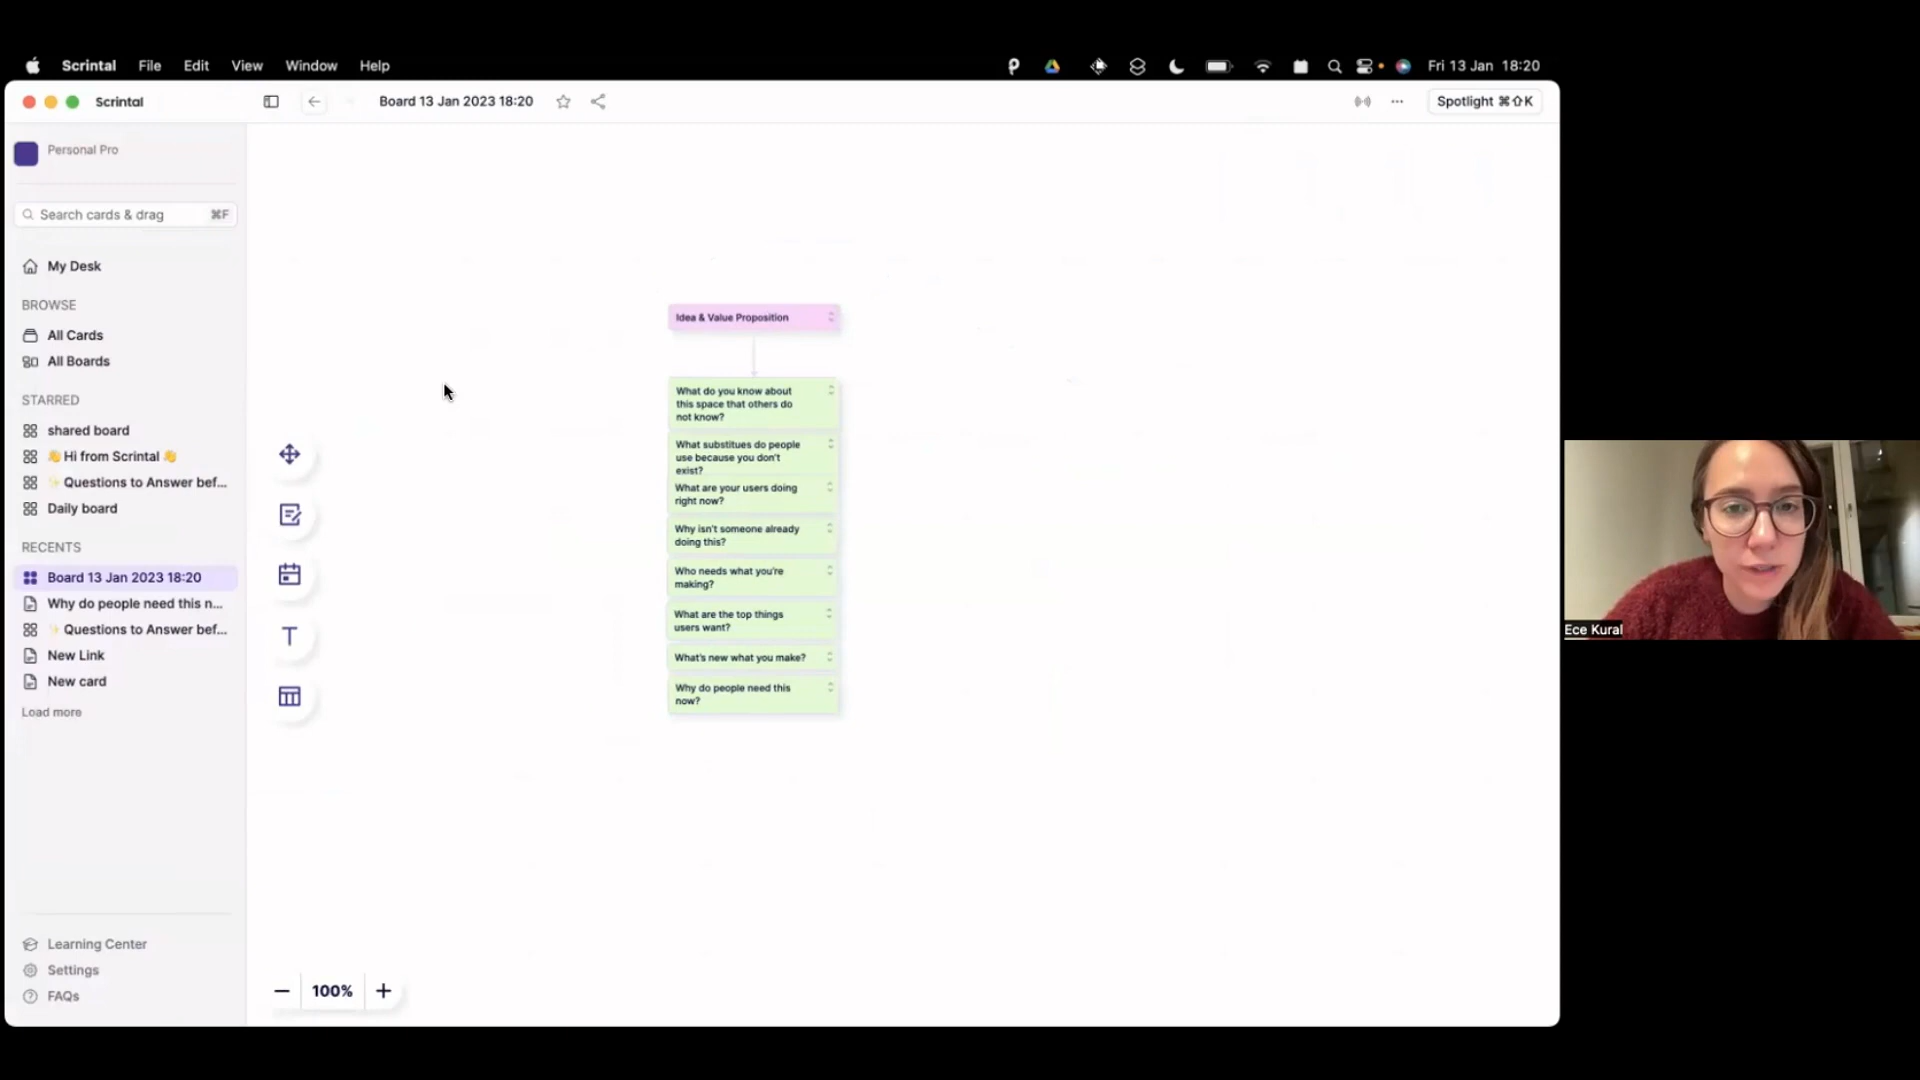 Scrintal File Edit View Window Help
Fri 13 Jan 18:20
Scrintal
Board 13 Jan 2023 18:20
Spotlight ⌘⇧K
Personal Pro
Search cards & drag ⌘F
My Desk
BROWSE
All Cards
All Boards
STARRED
shared board
👋 Hi from Scrintal 👋
✨ Questions to Answer bef...
Daily board
RECENTS
Board 13 Jan 2023 18:20
Why do people need this n...
✨ Questions to Answer bef...
New Link
New card
Load more
Learning Center
Settings
FAQs
T
100%
Idea & Value Proposition
What do you know about
this space that others do
not know?
What substitues do people
use because you don't
exist?
What are your users doing
right now?
Why isn't someone already
doing this?
Who needs what you're
making?
What are the top things
users want?
What's new what you make?
Why do people need this
now?
Ece Kural